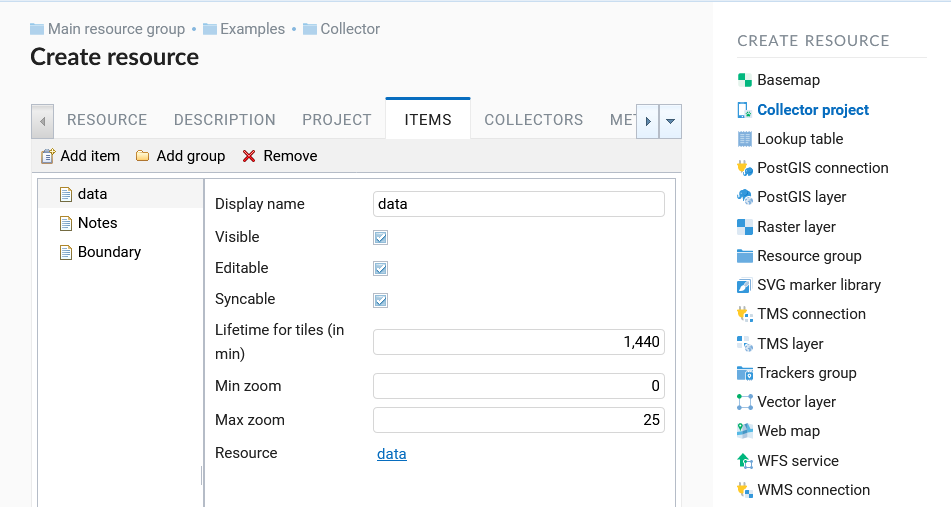 Main resource group • Examples • Collector
Create resource
RESOURCE DESCRIPTION PROJECT ITEMS COLLECTORS
Add item Add group Remove
data
Notes
Boundary
Display name data
Visible
Editable
Syncable
Lifetime for tiles (in
min) 1,440
Min zoom 0
Max zoom 25
Resource data
CREATE RESOURCE
Basemap
Collector project
Lookup table
PostGIS connection
PostGIS layer
Raster layer
Resource group
SVG marker library
TMS connection
TMS layer
Trackers group
Vector layer
Web map
WFS service
WMS connection